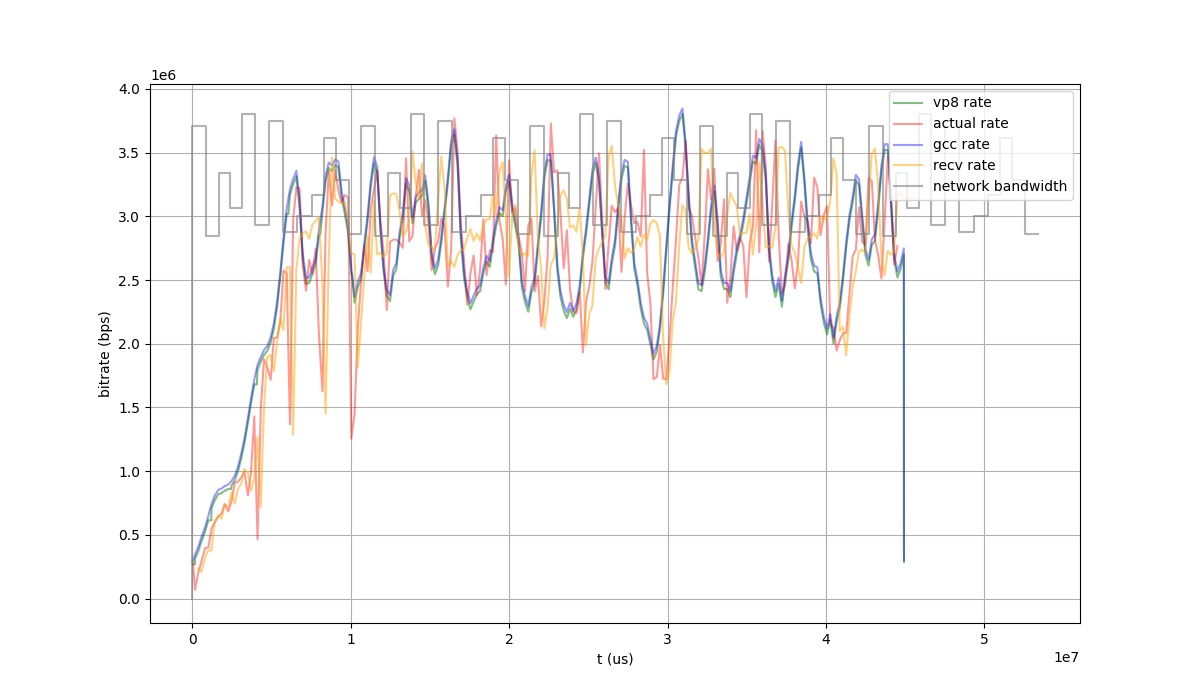 1e6
4.0
3.5
3.0
2.5
2.0
1.5
1.0
0.5
0.0
bitrate (bps)
vp8 rate
actual rate
gcc rate
recv rate
network bandwidth
0
1
2
3
4
5
t (us)
1e7